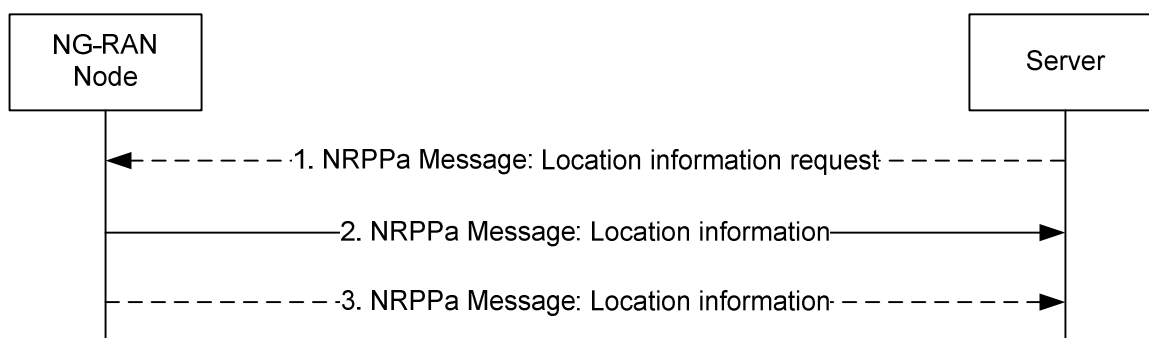 NG-RAN
Node
Server
1. NRPPa Message: Location information request
2. NRPPa Message: Location information
3. NRPPa Message: Location information